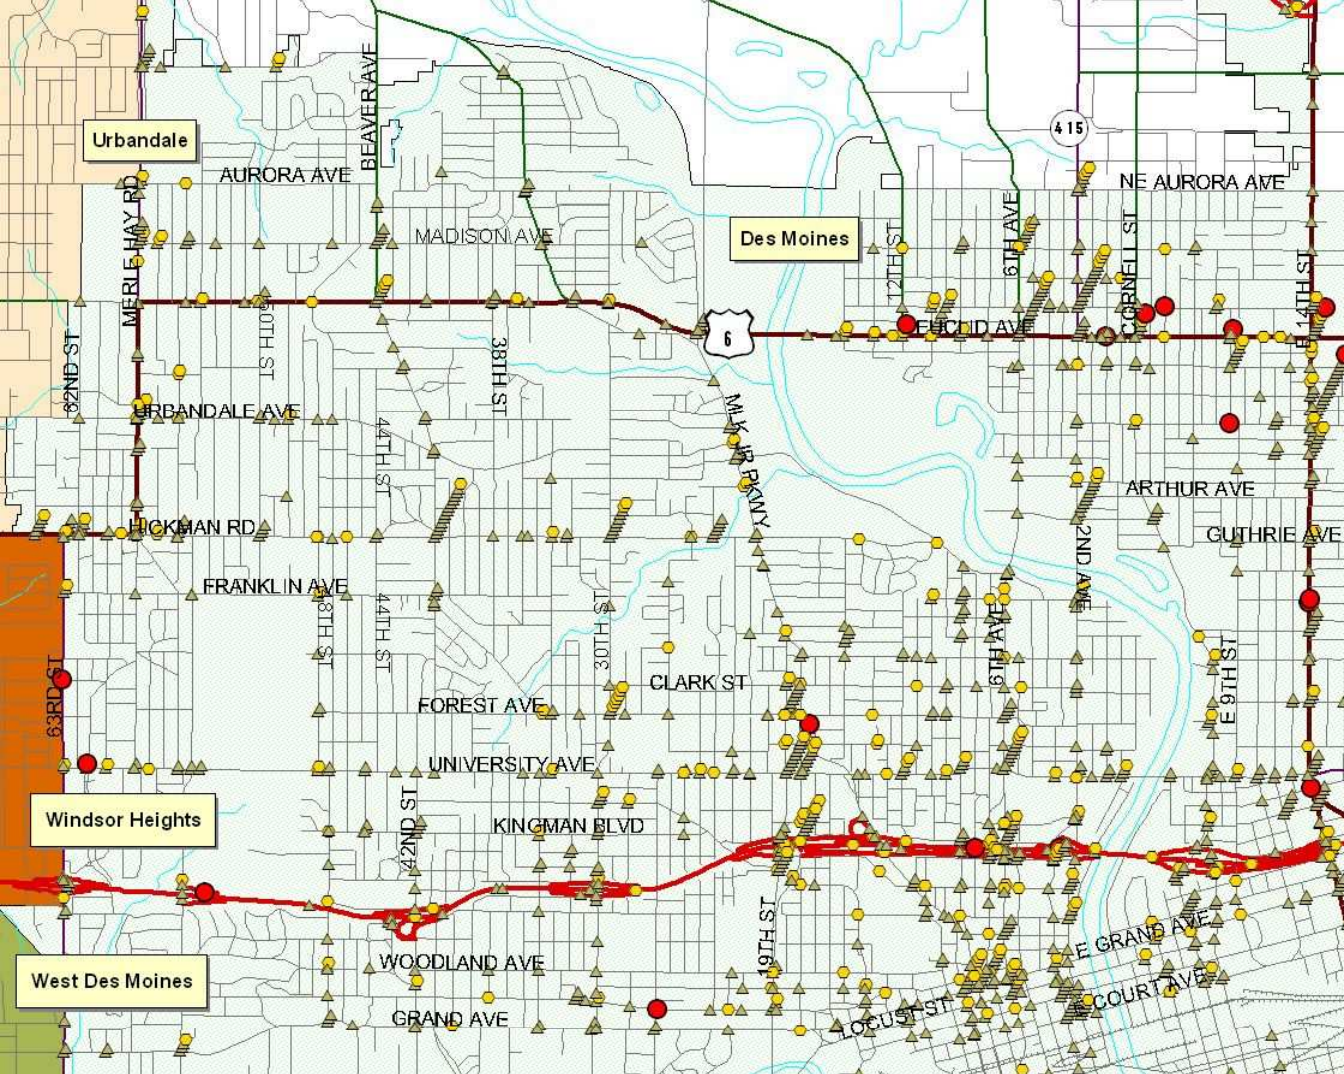 BEAVER AVE
415
Urbandale
AURORA AVE
NE AURORA AVE
MERLE HAY RD
MADISON AVE
Des Moines
12TH ST
6TH AVE
CORNELL ST
E 14TH ST
50TH ST
6
EUCLID AVE
62ND ST
38TH ST
URBANDALE AVE
44TH ST
MLK JR PKWY
ARTHUR AVE
HICKMAN RD
2ND AVE
GUTHRIE AVE
FRANKLIN AVE
48TH ST
44TH ST
30TH ST
6TH AVE
63RD ST
CLARK ST
E 9TH ST
FOREST AVE
UNIVERSITY AVE
Windsor Heights
42ND ST
KINGMAN BLVD
19TH ST
E GRAND AVE
WOODLAND AVE
West Des Moines
E COURT AVE
GRAND AVE
LOCUST ST